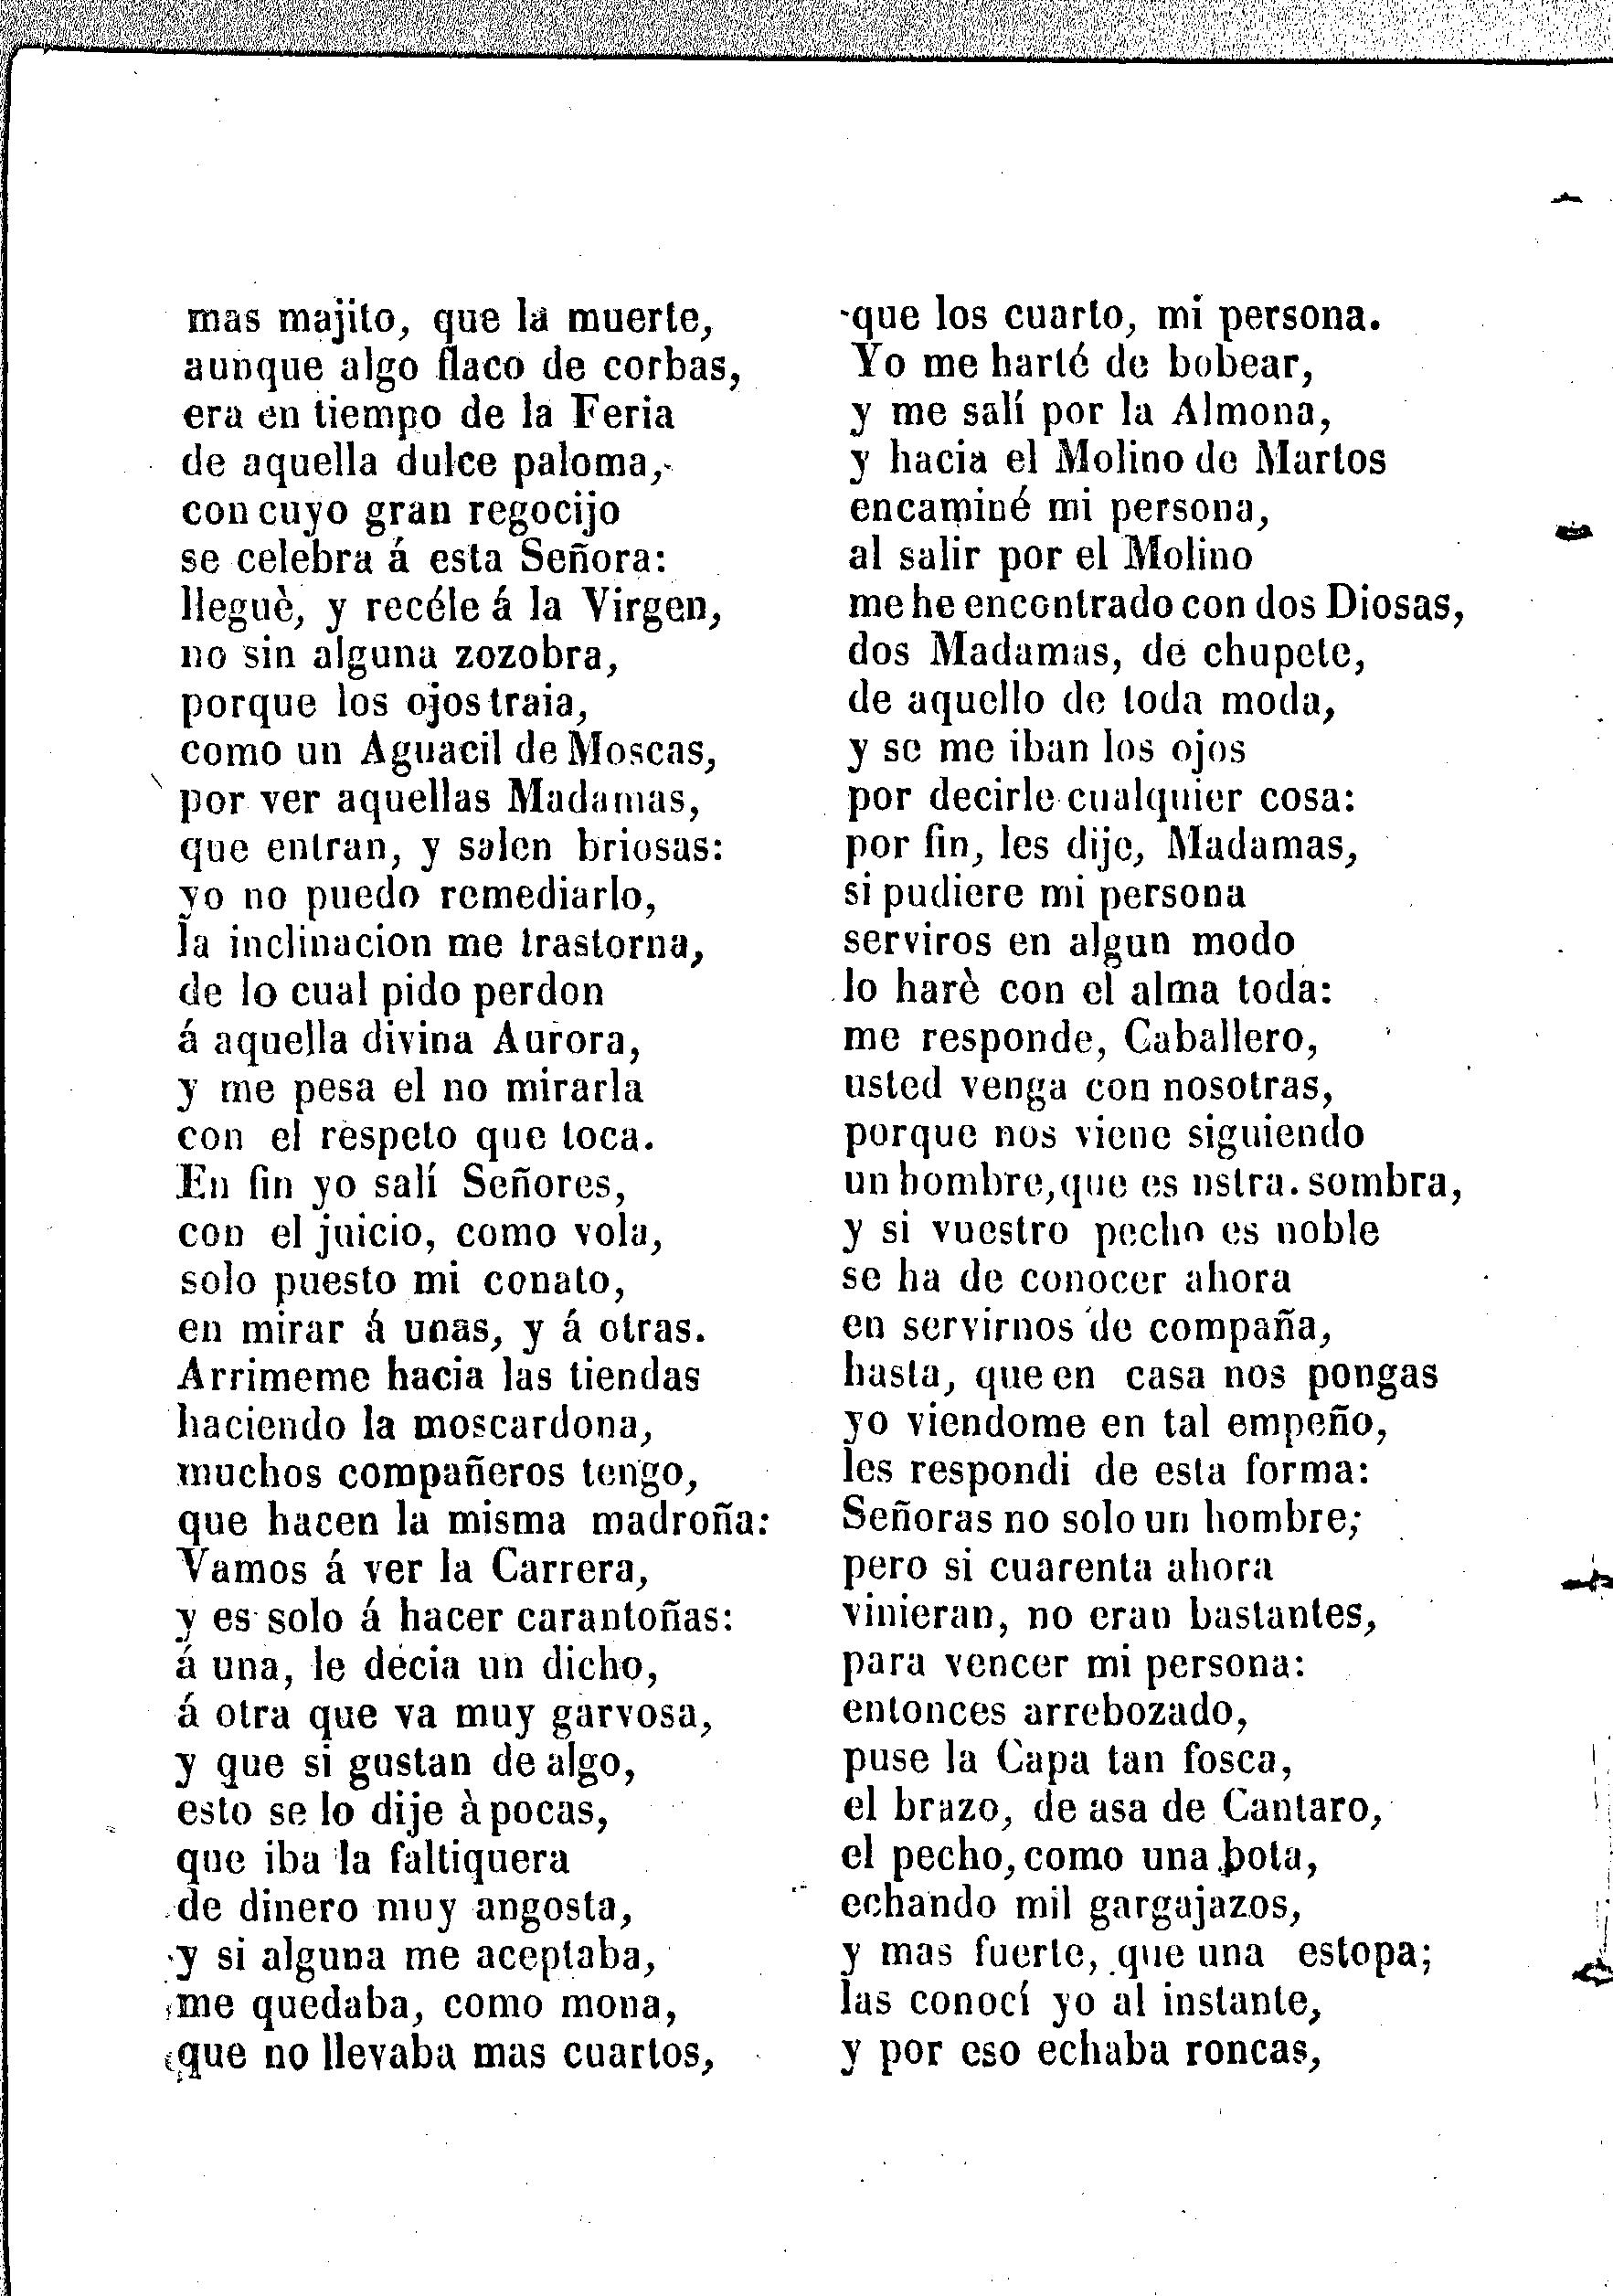 mas majito, que la muerte,
aunque algo flaco de corbas,
era en tiempo de la Feria
de aquella dulce paloma,
con cuyo gran regocijo
se celebra á esta Señora:
lleguè, y recéle á la Virgen,
no sin alguna zozobra,
porque los ojos traia,
como un Aguacil de Moscas,
por ver aquellas Madamas,
que entran, y salen briosas:
yo no puedo remediarlo,
la inclinacion me trastorna,
de lo cual pido perdon
á aquella divina Aurora,
y me pesa el no mirarla
con el respeto que toca.
En fin yo salí Señores,
con el juicio, como vola,
solo puesto mi conato,
en mirar á unas, y á otras.
Arrimeme hacia las tiendas
haciendo la moscardona,
muchos compañeros tengo,
que hacen la misma madroña:
Vamos á ver la Carrera,
y es solo á hacer carantoñas:
á una, le decia un dicho,
á otra que va muy garvosa,
y que si gustan de algo,
esto se lo dije à pocas,
que iba la faltiquera
de dinero muy angosta,
y si alguna me aceptaba,
me quedaba, como mona,
que no llevaba mas cuartos,
que los cuarto, mi persona.
Yo me harté de bobear,
y me salí por la Almona,
y hacia el Molino de Martos
encaminé mi persona,
al salir por el Molino
me he encontrado con dos Diosas,
dos Madamas, de chupete,
de aquello de toda moda,
y se me iban los ojos
por decirle cualquier cosa:
por fin, les dije, Madamas,
si pudiere mi persona
serviros en algun modo
lo harè con el alma toda:
me responde, Caballero,
usted venga con nosotras,
porque nos viene siguiendo
un hombre, que es nstra. sombra,
y si vuestro pecho es noble
se ha de conocer ahora
en servirnos de compaña,
hasta, que en casa nos pongas
yo viendome en tal empeño,
les respondi de esta forma:
Señoras no solo un hombre;
pero si cuarenta ahora
vinieran, no eran bastantes,
para vencer mi persona:
entonces arrebozado,
puse la Capa tan fosca,
el brazo, de asa de Cantaro,
el pecho, como una bota,
echando mil gargajazos,
y mas fuerte, que una estopa;
las conocí yo al instante,
y por eso echaba roncas,